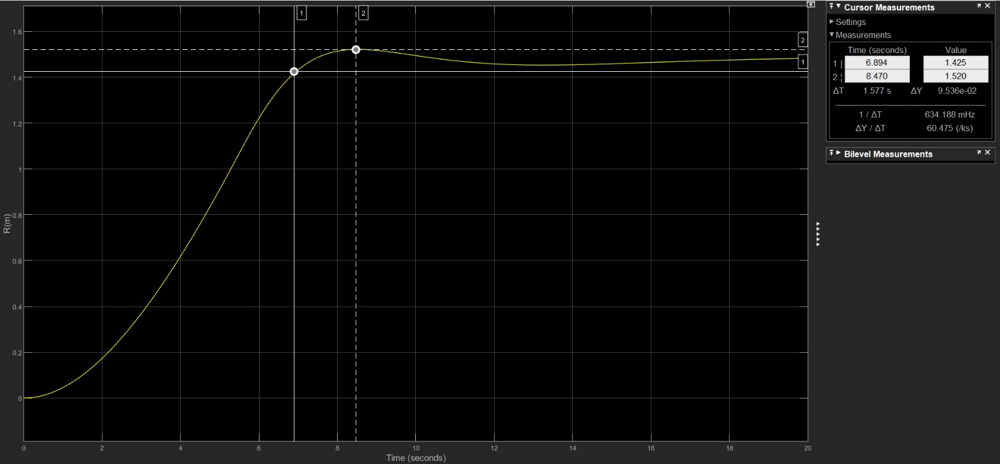 1
2
1.6
1.4
1.2
1
0.8
0.6
0.4
0.2
0
R(m)
2
1
0 2 4 6 8 10 12 14 16 18 20
Time (seconds)
Cursor Measurements
Settings
Measurements
Time (seconds) Value
1 | 6.894 1.425
2 ¦ 8.470 1.520
ΔT 1.577 s ΔY 9.536e-02
1 / ΔT 634.188 mHz
ΔY / ΔT 60.475 (/ks)
Bilevel Measurements